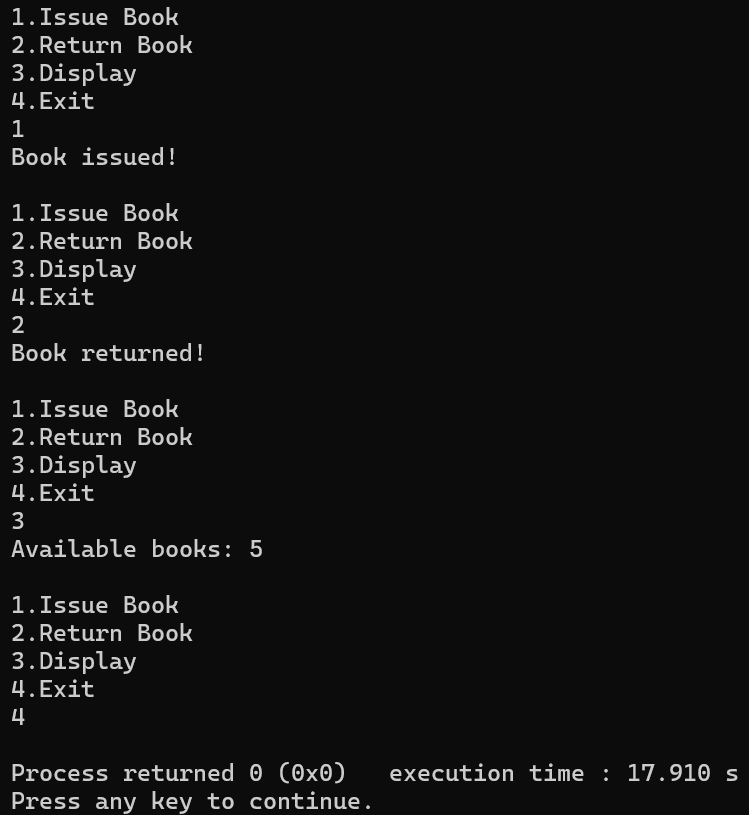 1.Issue Book
2.Return Book
3.Display
4.Exit
1
Book issued!
1.Issue Book
2.Return Book
3.Display
4.Exit
2
Book returned!
1.Issue Book
2.Return Book
3.Display
4.Exit
3
Available books: 5
1.Issue Book
2.Return Book
3.Display
4.Exit
4
Process returned 0 (0x0)   execution time : 17.910 s
Press any key to continue.